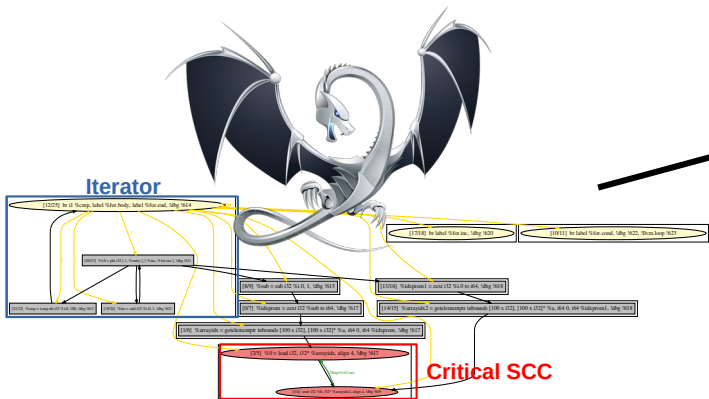 Iterator
[12/25] br i1 %cmp, label %for.body, label %for.end, !dbg !614
[17/18] br label %for.inc, !dbg !620
[10/11] br label %for.cond, !dbg !622, !llvm.loop !623
[8/9] %sub = sub i32 %i.0, 1, !dbg !615
[15/16] %idxprom1 = zext i32 %i.0 to i64, !dbg !618
[6/7] %idxprom = zext i32 %sub to i64, !dbg !617
[14/15] %arrayidx2 = getelementptr inbounds [100 x i32], [100 x i32]* %a, i64 0, i64 %idxprom1, !dbg !618
[1/6] %arrayidx = getelementptr inbounds [100 x i32], [100 x i32]* %a, i64 0, i64 %idxprom, !dbg !617
[2/5] %0 = load i32, i32* %arrayidx, align 4, !dbg !617
Critical SCC